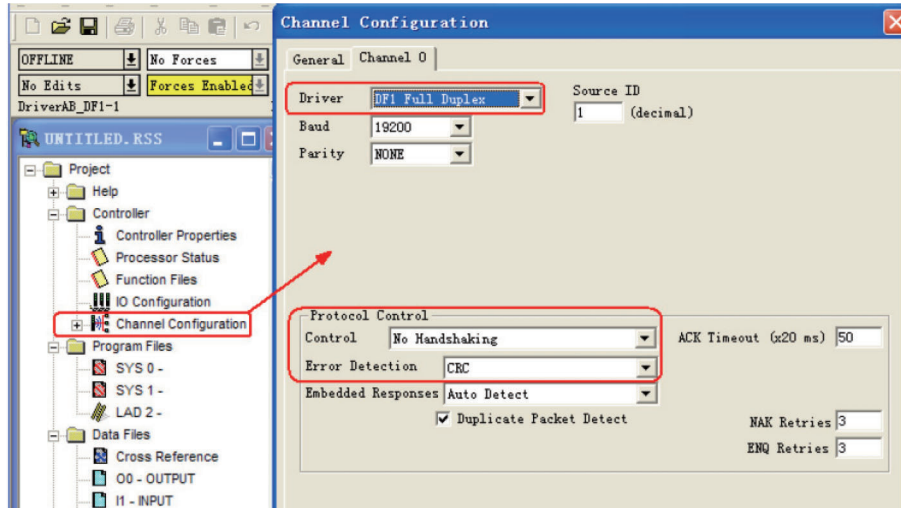 OFFLINE
No Forces
No Edits
Forces Enabled
DriverAB_DF1-1
UNTITLED.RSS
Project
Help
Controller
Controller Properties
Processor Status
Function Files
IO Configuration
Channel Configuration
Program Files
SYS 0 -
SYS 1 -
LAD 2 -
Data Files
Cross Reference
O0 - OUTPUT
I1 - INPUT
Channel Configuration
General
Channel 0
Driver
DF1 Full Duplex
Source ID
1
(decimal)
Baud
19200
Parity
NONE
Protocol Control
Control
No Handshaking
ACK Timeout (x20 ms)
50
Error Detection
CRC
Embedded Responses
Auto Detect
Duplicate Packet Detect
NAK Retries
3
ENQ Retries
3